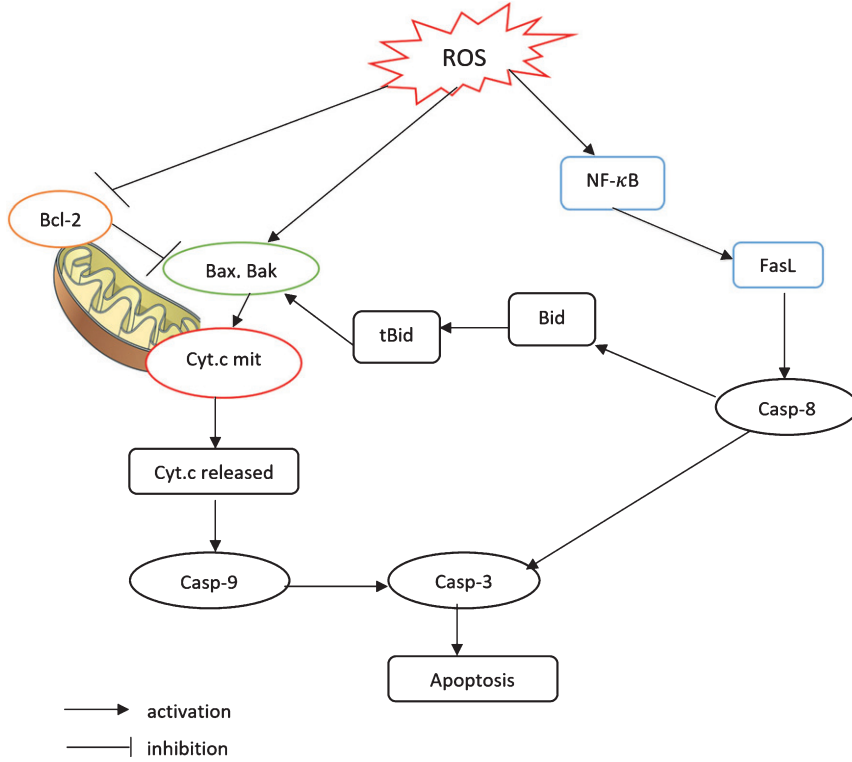 ROS
NF-κB
Bcl-2
FasL
Bax, Bak
Bid
tBid
Cyt.c mit
Casp-8
Cyt.c released
Casp-9
Casp-3
Apoptosis
activation
inhibition